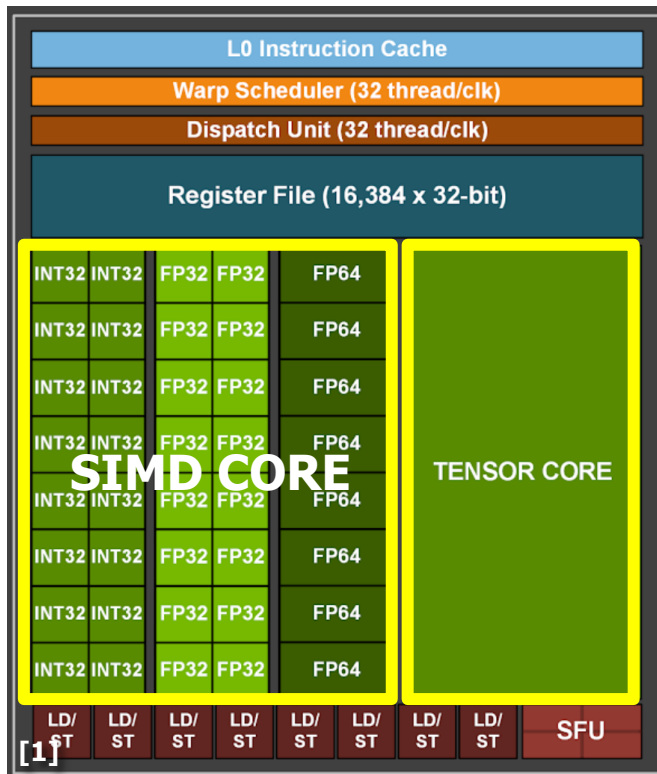 L0 Instruction Cache
Warp Scheduler (32 thread/clk)
Dispatch Unit (32 thread/clk)
Register File (16,384 x 32-bit)
INT32 INT32 FP32 FP32 FP64
INT32 INT32 FP32 FP32 FP64
INT32 INT32 FP32 FP32 FP64
INT32 INT32 FP32 FP32 FP64
SIMD CORE
TENSOR CORE
INT32 INT32 FP32 FP32 FP64
INT32 INT32 FP32 FP32 FP64
INT32 INT32 FP32 FP32 FP64
INT32 INT32 FP32 FP32 FP64
LD/ LD/ LD/ LD/ LD/ LD/ LD/ LD/
ST ST ST ST ST ST ST ST
SFU
[1]